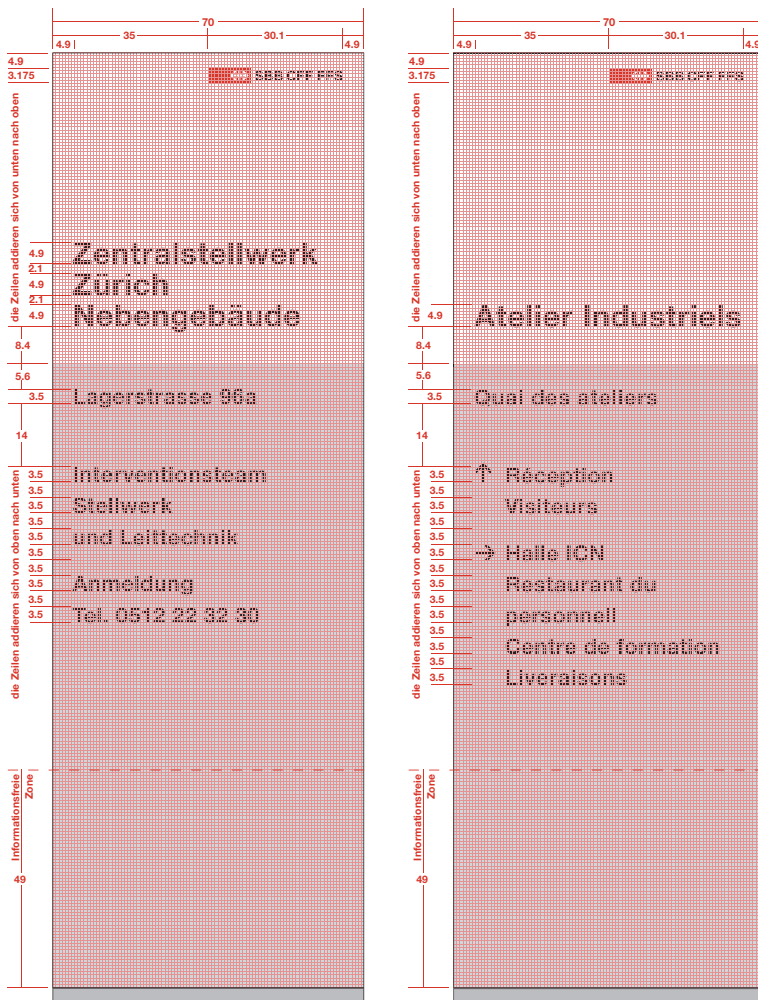 70
35
30.1
4.9
4.9
4.9
3.175
SBB CFF FFS
die Zeilen addieren sich von unten nach oben
4.9
2.1
4.9
2.1
4.9
Zentralstellwerk
Zürich
Nebengebäude
8.4
5.6
3.5
Lagerstrasse 96a
14
die Zeilen addieren sich von oben nach unten
3.5
3.5
3.5
3.5
3.5
3.5
3.5
3.5
3.5
3.5
Interventionsteam
Stellwerk
und Leittechnik
Anmeldung
Tel. 0512 22 32 30
Informationsfreie
Zone
49
70
35
30.1
4.9
4.9
4.9
3.175
SBB CFF FFS
die Zeilen addieren sich von unten nach oben
4.9
Atelier Industriels
8.4
5.6
3.5
Quai des ateliers
14
die Zeilen addieren sich von oben nach unten
3.5
3.5
3.5
3.5
3.5
3.5
3.5
3.5
3.5
3.5
3.5
3.5
3.5
3.5
↑ Réception
Visiteurs
→ Halle ICN
Restaurant du
personnell
Centre de formation
Liveraisons
Informationsfreie
Zone
49